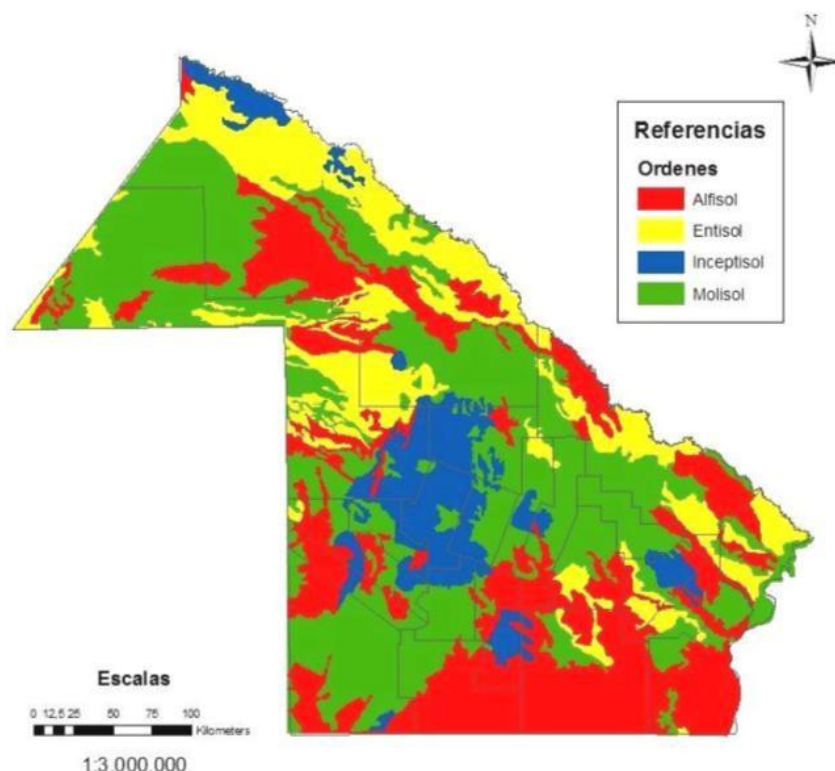 N
Referencias
Ordenes
Alfisol
Entisol
Inceptisol
Molisol
Escalas
0 12,5 25 50 75 100
Kilometers
1:3.000.000